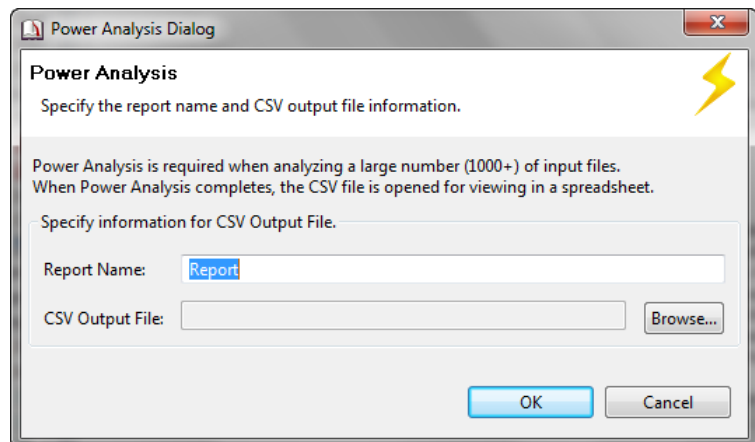 Power Analysis Dialog
Power Analysis
Specify the report name and CSV output file information.
Power Analysis is required when analyzing a large number (1000+) of input files.
When Power Analysis completes, the CSV file is opened for viewing in a spreadsheet.
Specify information for CSV Output File.
Report Name: Report
CSV Output File: Browse...
OK Cancel